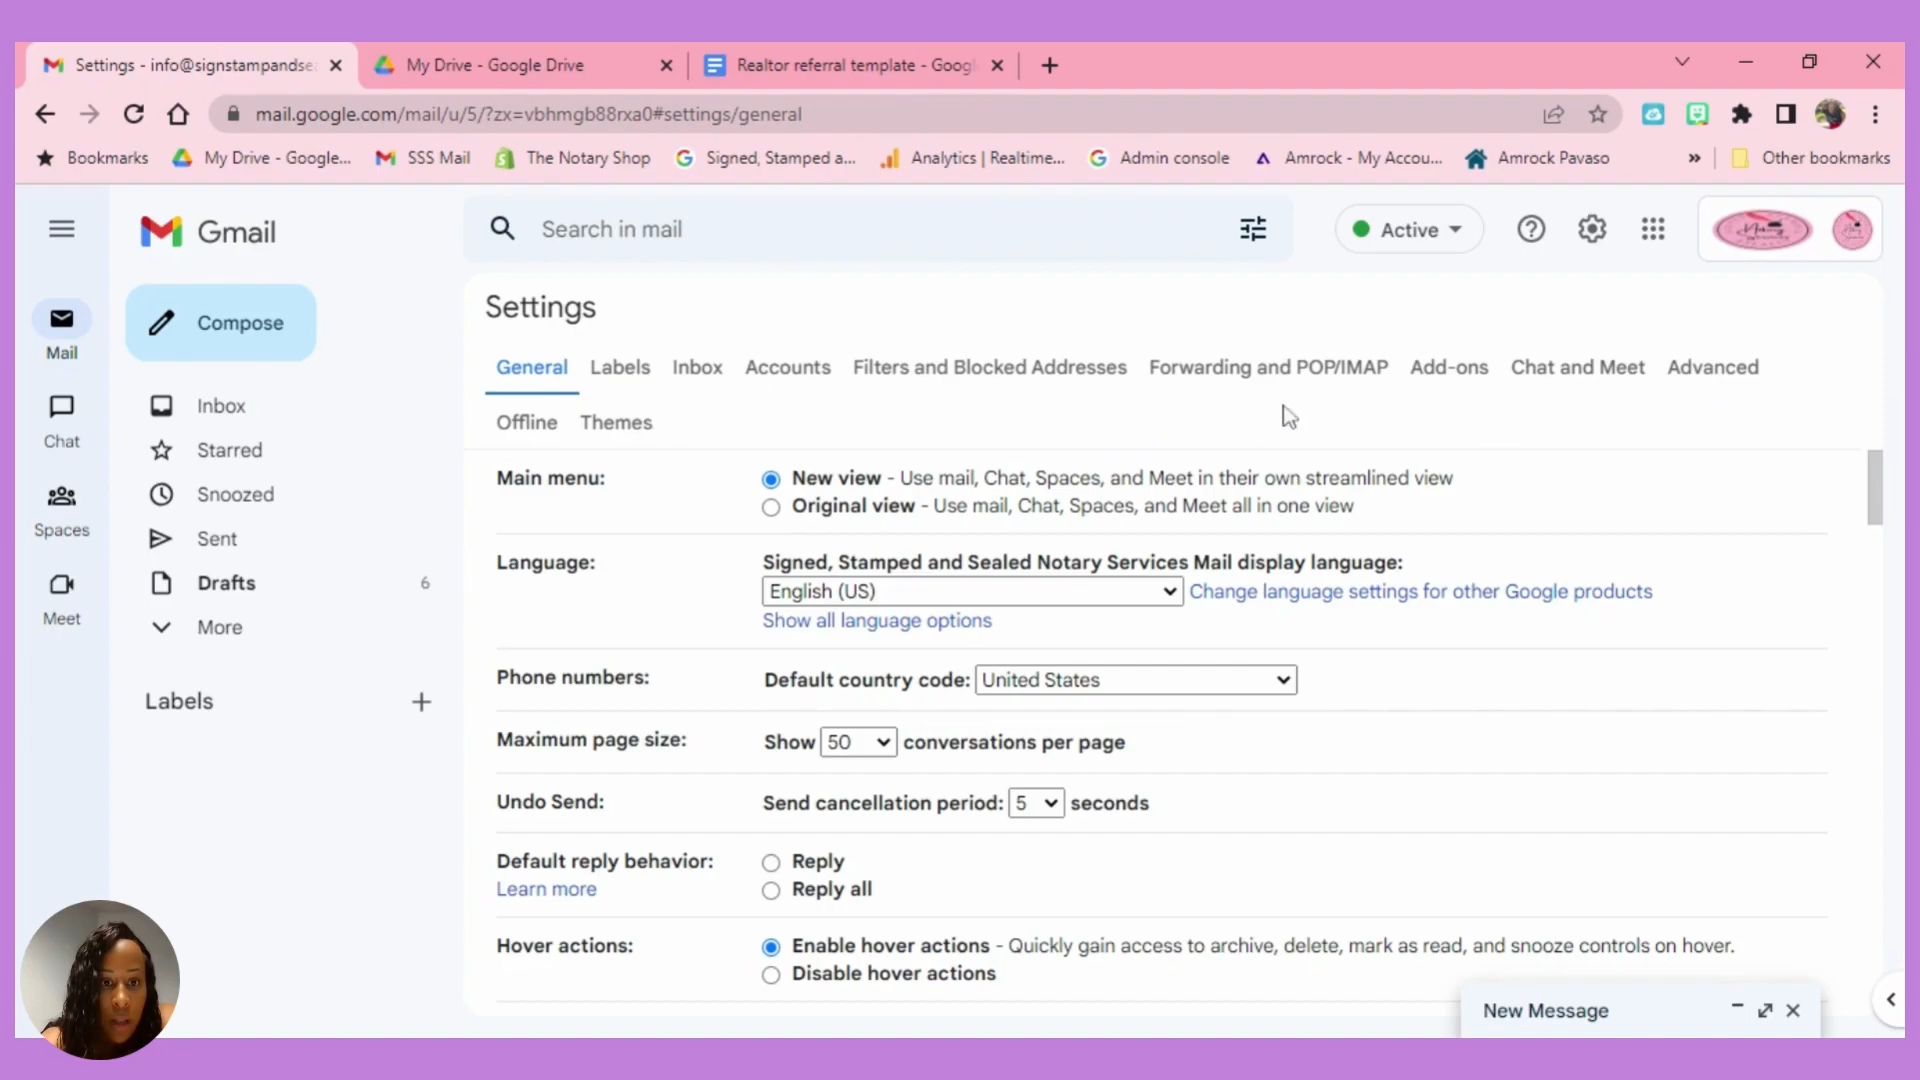 Settings - info@signstampandse
My Drive - Google Drive
Realtor referral template - Goog
mail.google.com/mail/u/5/?zx=vbhmgb88rxa0#settings/general
Bookmarks
My Drive - Google...
SSS Mail
The Notary Shop
Signed, Stamped a...
Analytics | Realtime...
Admin console
Amrock - My Accou...
Amrock Pavaso
»
Other bookmarks
Gmail
Search in mail
Active
Compose
Mail
Chat
Spaces
Meet
Inbox
Starred
Snoozed
Sent
Drafts 6
More
Labels
Settings
General Labels Inbox Accounts Filters and Blocked Addresses Forwarding and POP/IMAP Add-ons Chat and Meet Advanced
Offline Themes
Main menu: New view - Use mail, Chat, Spaces, and Meet in their own streamlined view
Original view - Use mail, Chat, Spaces, and Meet all in one view
Language: Signed, Stamped and Sealed Notary Services Mail display language:
English (US) Change language settings for other Google products
Show all language options
Phone numbers: Default country code: United States
Maximum page size: Show 50 conversations per page
Undo Send: Send cancellation period: 5 seconds
Default reply behavior: Reply
Learn more Reply all
Hover actions: Enable hover actions - Quickly gain access to archive, delete, mark as read, and snooze controls on hover.
Disable hover actions
New Message